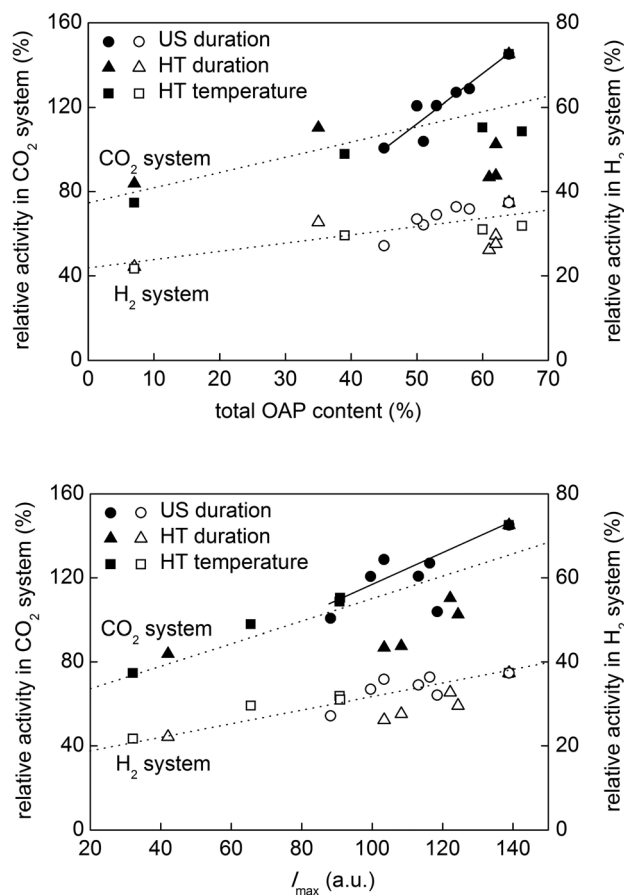 relative activity in CO₂ system (%)
160
120
80
40
0
US duration
HT duration
HT temperature
CO₂ system
H₂ system
80
60
40
20
0
relative activity in H₂ system (%)
0 10 20 30 40 50 60 70
total OAP content (%)
relative activity in CO₂ system (%)
160
120
80
40
0
US duration
HT duration
HT temperature
CO₂ system
H₂ system
80
60
40
20
0
relative activity in H₂ system (%)
20 40 60 80 100 120 140
Imax (a.u.)